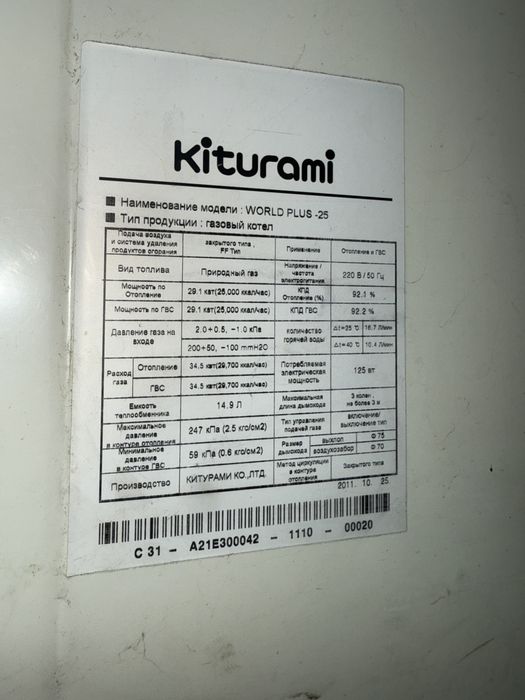 Kiturami
■ Наименование модели : WORLD PLUS -25
■ Тип продукции : газовый котел
Подача воздуха и система удаления продуктов сгорания закрытого типа , FF Тип Применение Отопление и ГВС
Вид топлива Природный газ Напряжение / частота электропитания 220 В / 50 Гц
Мощность по Отоплению 29.1 квт(25,000 ккал/час) КПД Отопление (%) 92.1 %
Мощность по ГВС 29.1 квт(25,000 ккал/час) КПД ГВС 92.2 %
Давление газа на входе 2.0+0.5, -1.0 кПа количество горячей воды Δt=25 ℃ 16.7 Л/мин
200+50, -100 mmH2O Δt=40 ℃ 10.4 Л/мин
Расход газа Отопление 34.5 квт(29,700 ккал/час) Потребляемая электрическая мощность 125 вт
ГВС 34.5 квт(29,700 ккал/час)
Емкость теплообменника 14.9 Л Максимальная длина дымохода 3 колен , на более 3 м
Максимальное давление в контуре отопления 247 кПа (2.5 кго/см2) Тип управления подачей газа включение/ выключение тип
Минимальное давление в контуре ГВС 59 кПа (0.6 кго/см2) Размер дымохода выхлоп Φ 75
воздухозабор Φ 70
Производство КИТУРАМИ КО.,ЛТД. Метод циркуляции в контуре отопления Закрытого типа
2011. 10. 25
C 31 - A21E300042 - 1110 - 00020